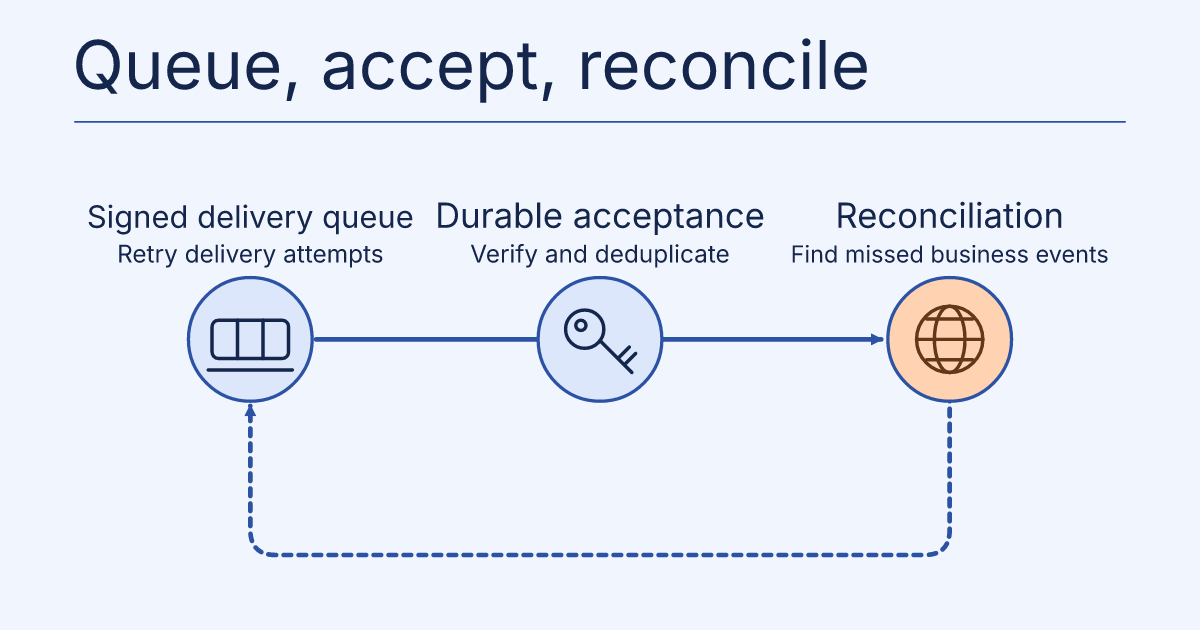 Queue, accept, reconcile
Signed delivery queue
Retry delivery attempts
Durable acceptance
Verify and deduplicate
Reconciliation
Find missed business events